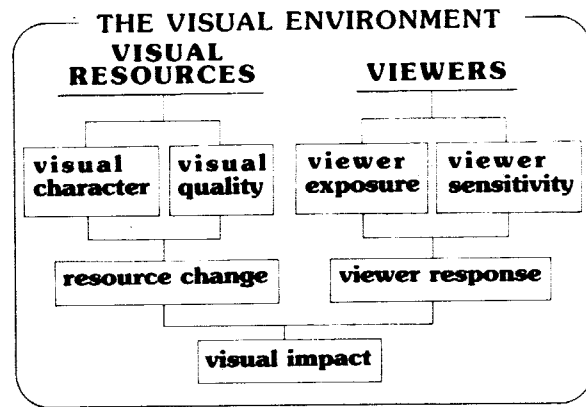 THE VISUAL ENVIRONMENT
VISUAL
RESOURCES
VIEWERS
visual
character
visual
quality
viewer
exposure
viewer
sensitivity
resource change
viewer response
visual impact